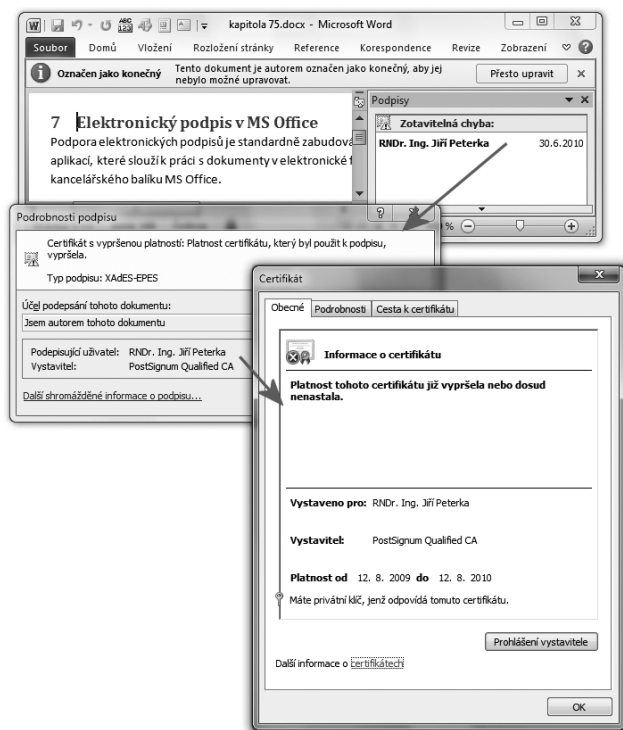 kapitola 75.docx - Microsoft Word
Soubor Domů Vložení Rozložení stránky Reference Korespondence Revize Zobrazení
Označen jako konečný Tento dokument je autorem označen jako konečný, aby jej
nebylo možné upravovat.
Přesto upravit
7 Elektronický podpis v MS Office
Podpora elektronických podpisů je standardně zabudová
aplikací, které slouží k práci s dokumenty v elektronické f
kancelářského balíku MS Office.
Podpisy
Zotavitelná chyba:
RNDr. Ing. Jiří Peterka 30.6.2010
%
Podrobnosti podpisu
Certifikát s vypršenou platností: Platnost certifikátu, který byl použit k podpisu,
vypršela.
Typ podpisu: XAdES-EPES
Účel podepsání tohoto dokumentu:
Jsem autorem tohoto dokumentu
Podepisující uživatel: RNDr. Ing. Jiří Peterka
Vystavitel: PostSignum Qualified CA
Další shromážděné informace o podpisu...
Certifikát
Obecné Podrobnosti Cesta k certifikátu
Informace o certifikátu
Platnost tohoto certifikátu již vypršela nebo dosud
nenastala.
Vystaveno pro: RNDr. Ing. Jiří Peterka
Vystavitel: PostSignum Qualified CA
Platnost od 12. 8. 2009 do 12. 8. 2010
Máte privátní klíč, jenž odpovídá tomuto certifikátu.
Prohlášení vystavitele
Další informace o certifikátech
OK